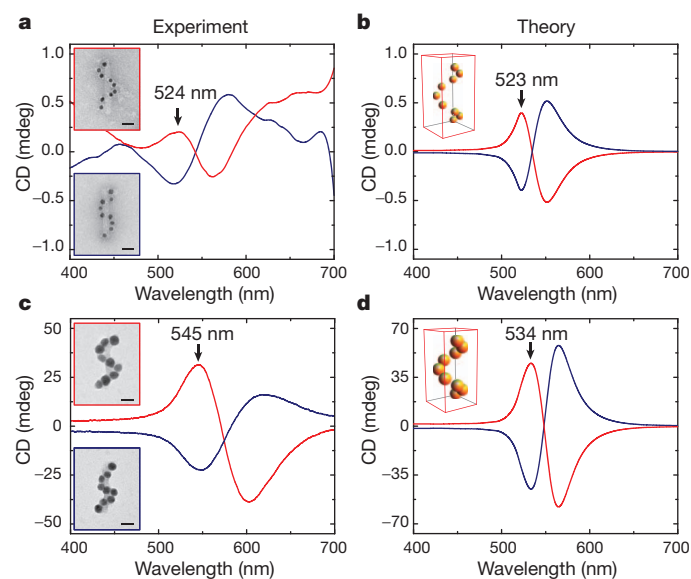 Experiment
Theory
a
CD (mdeg)
1.0
0.5
0.0
−0.5
−1.0
524 nm
400
500
600
700
Wavelength (nm)
b
CD (mdeg)
1.0
0.5
0.0
−0.5
−1.0
523 nm
400
500
600
700
Wavelength (nm)
c
CD (mdeg)
50
25
0
−25
−50
545 nm
400
500
600
700
Wavelength (nm)
d
CD (mdeg)
70
35
0
−35
−70
534 nm
400
500
600
700
Wavelength (nm)